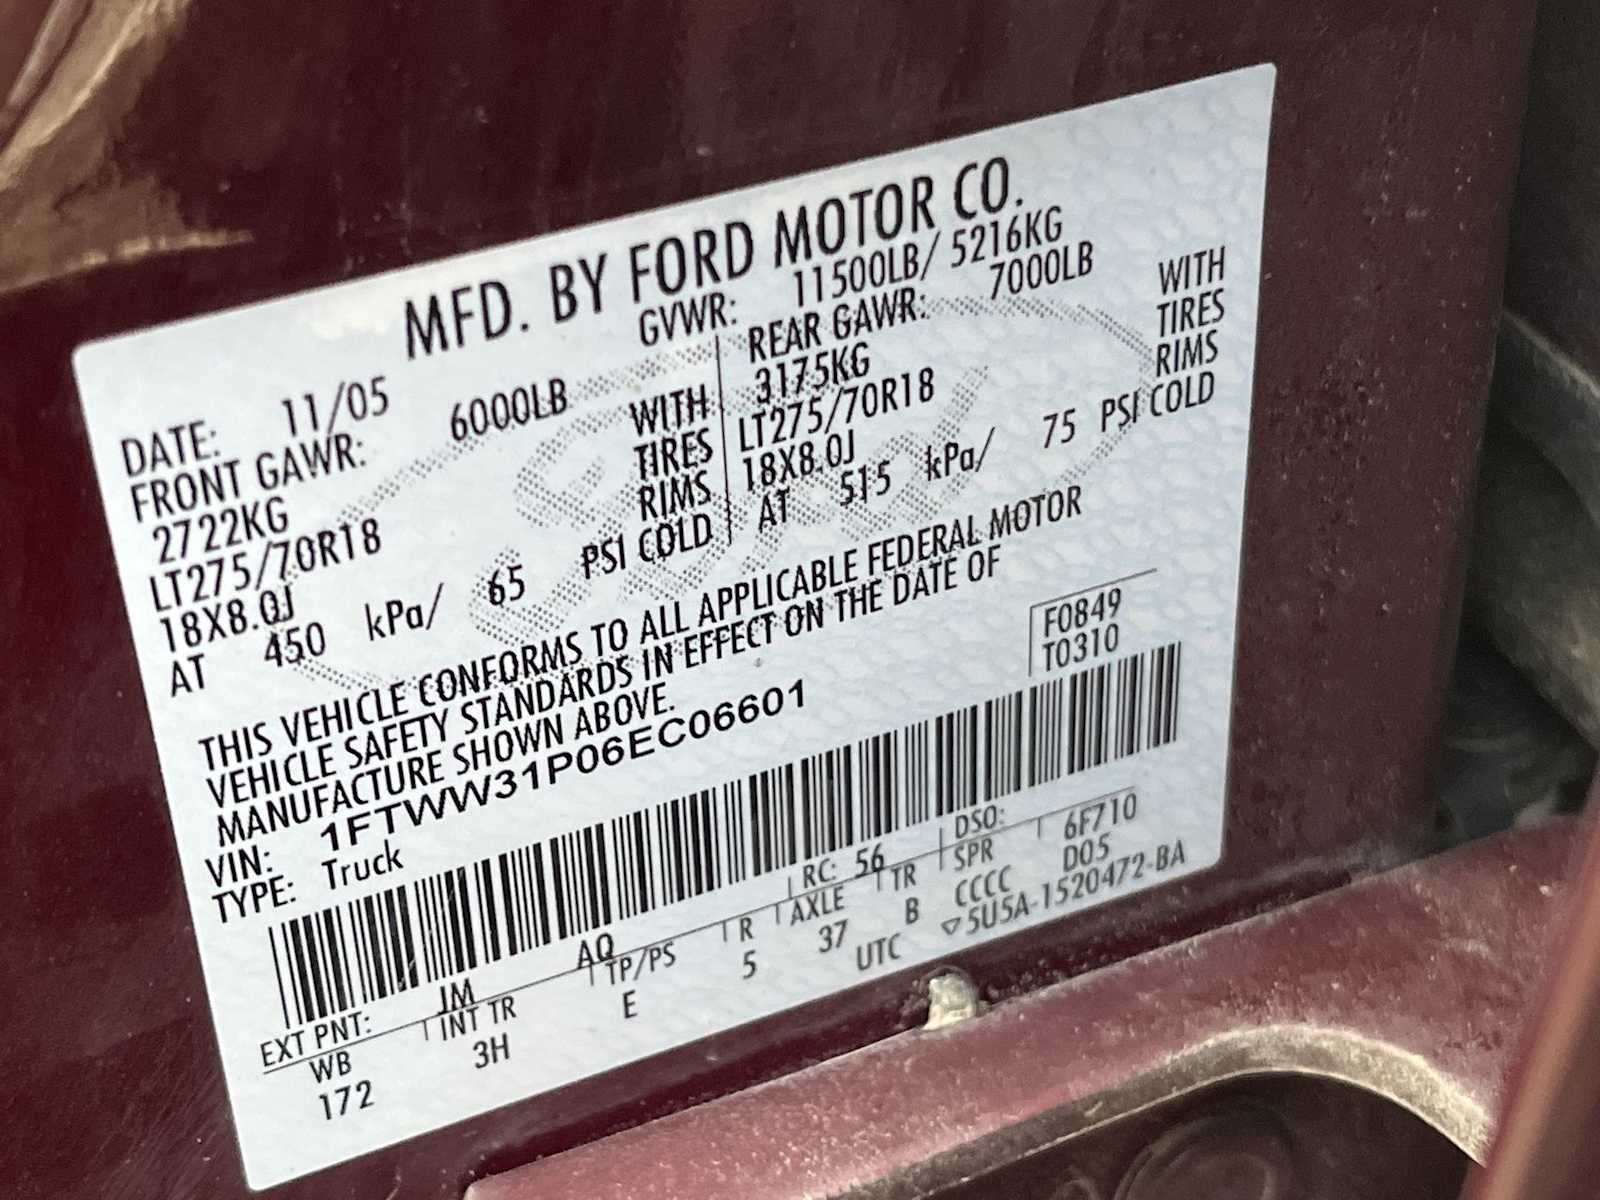 MFD. BY FORD MOTOR CO.
DATE: 11/05 GVWR: 11500LB/ 5216KG
FRONT GAWR: 6000LB REAR GAWR: 7000LB
2722KG WITH 3175KG WITH
LT275/70R18 TIRES LT275/70R18 TIRES
18X8.0J RIMS 18X8.0J RIMS
AT 450 kPa/ 65 PSI COLD AT 515 kPa/ 75 PSI COLD
THIS VEHICLE CONFORMS TO ALL APPLICABLE FEDERAL MOTOR
VEHICLE SAFETY STANDARDS IN EFFECT ON THE DATE OF
MANUFACTURE SHOWN ABOVE.
VIN: 1FTWW31P06EC06601 F0849
TYPE: Truck T0310
EXT PNT: JM AQ RC: 56 DSO: 6F710
WB INT TR TP/PS R AXLE TR SPR D05
172 3H E 5 37 B CCCC
UTC ▽5U5A-1520472-BA